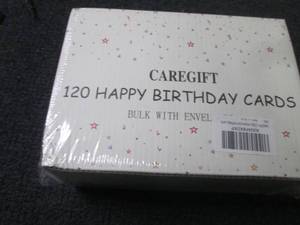 CAREGIFT
120 HAPPY BIRTHDAY CARDS
BULK WITH ENVEL